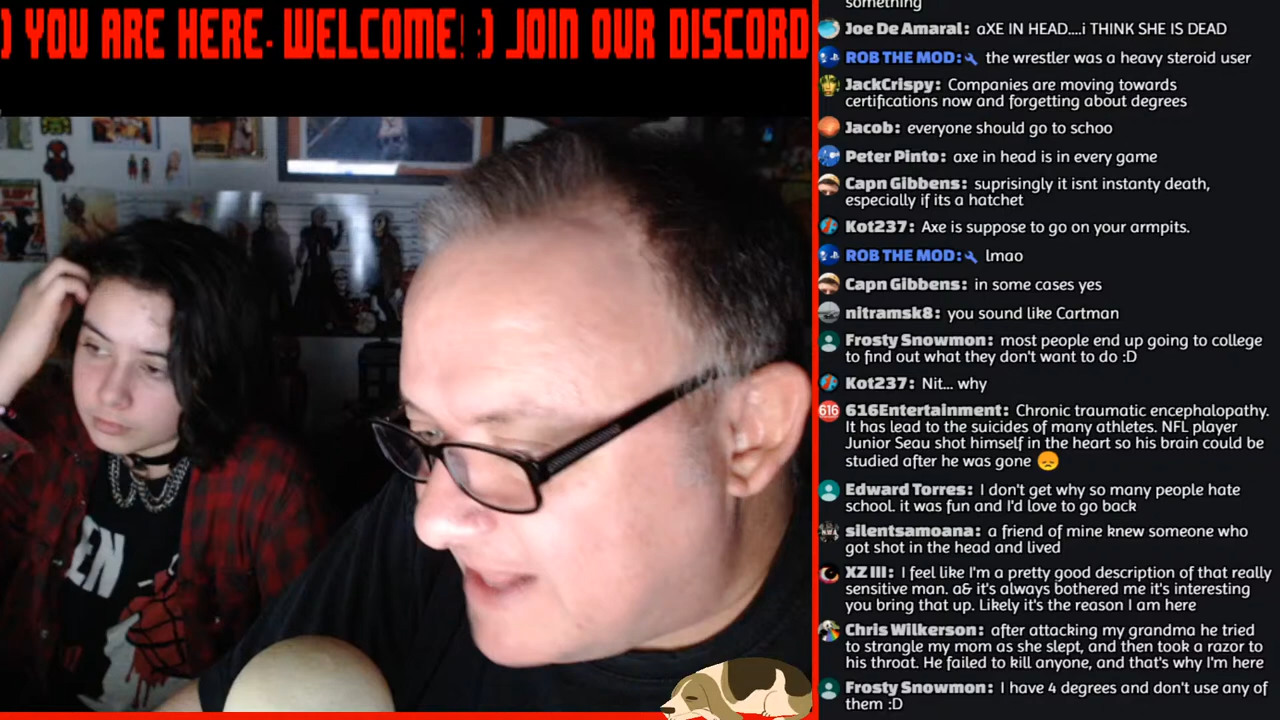 ) YOU ARE HERE. WELCOME! :) JOIN OUR DISCORD
EN
something
Joe De Amaral: aXE IN HEAD....i THINK SHE IS DEAD
ROB THE MOD: the wrestler was a heavy steroid user
JackCrispy: Companies are moving towards
certifications now and forgetting about degrees
Jacob: everyone should go to schoo
Peter Pinto: axe in head is in every game
Capn Gibbens: suprisingly it isnt instanty death,
especially if its a hatchet
Kot237: Axe is suppose to go on your armpits.
ROB THE MOD: lmao
Capn Gibbens: in some cases yes
nitramsk8: you sound like Cartman
Frosty Snowmon: most people end up going to college
to find out what they don't want to do :D
Kot237: Nit... why
616 616Entertainment: Chronic traumatic encephalopathy.
It has lead to the suicides of many athletes. NFL player
Junior Seau shot himself in the heart so his brain could be
studied after he was gone 😞
Edward Torres: I don't get why so many people hate
school. it was fun and I'd love to go back
silentsamoana: a friend of mine knew someone who
got shot in the head and lived
XZ III: I feel like I'm a pretty good description of that really
sensitive man. a& it's always bothered me it's interesting
you bring that up. Likely it's the reason I am here
Chris Wilkerson: after attacking my grandma he tried
to strangle my mom as she slept, and then took a razor to
his throat. He failed to kill anyone, and that's why I'm here
Frosty Snowmon: I have 4 degrees and don't use any of
them :D